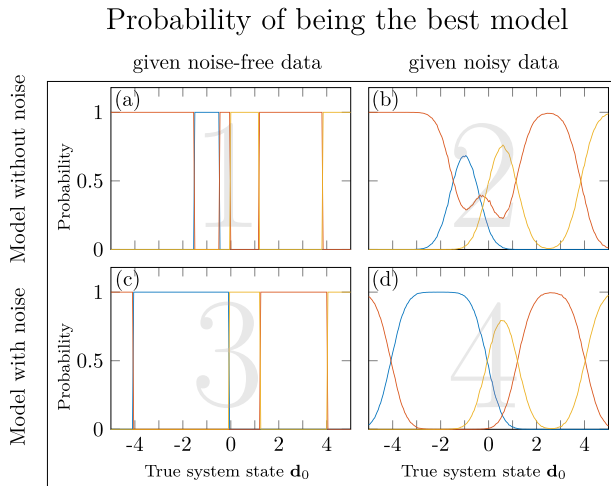 Probability of being the best model
given noise-free data
given noisy data
Model without noise
Probability
1
0.5
0
(a)
1
(b)
2
Model with noise
Probability
1
0.5
0
(c)
3
(d)
4
-4 -2 0 2 4
-4 -2 0 2 4
True system state d₀
True system state d₀